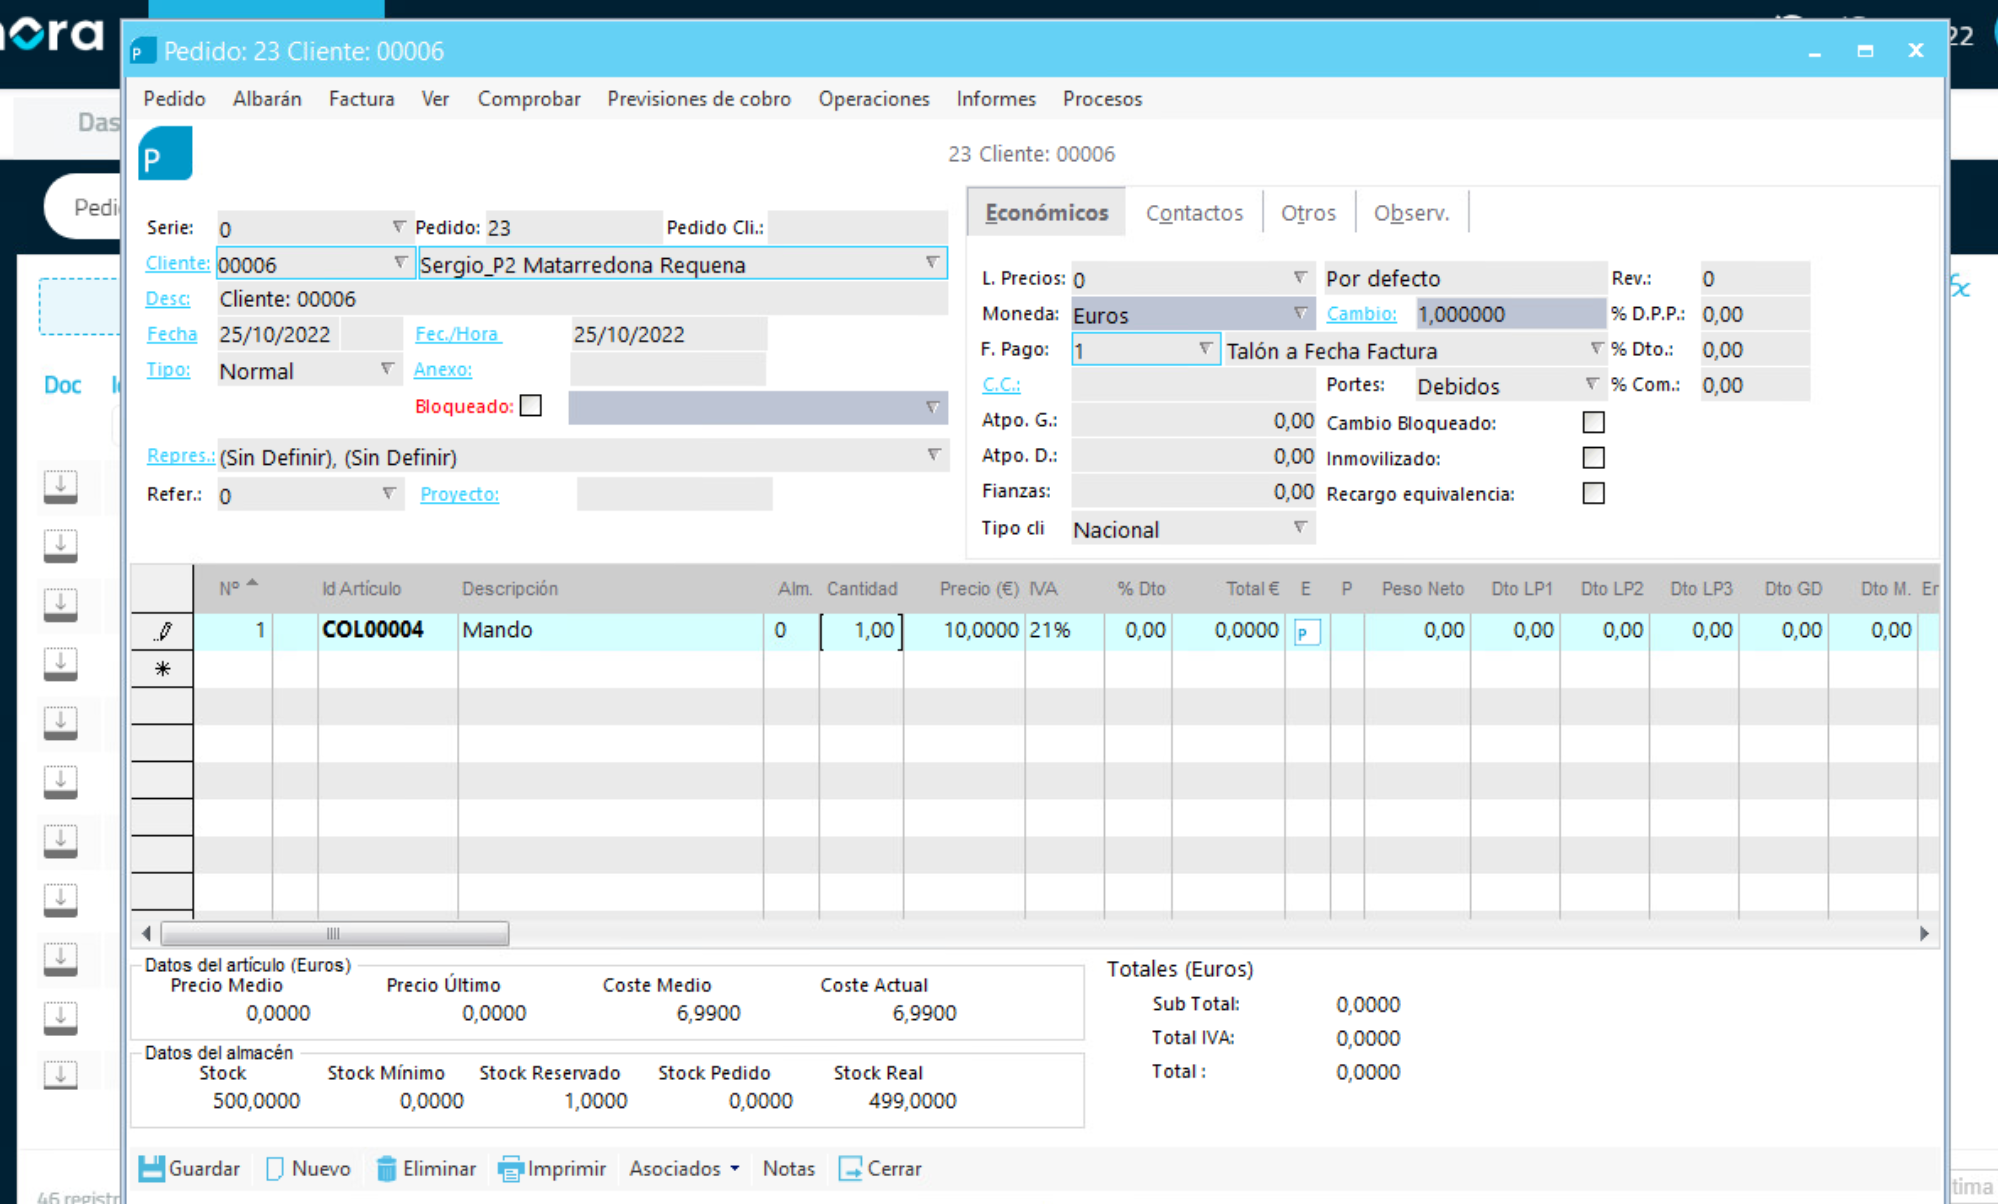 ora
22
Pedido: 23 Cliente: 00006
Pedido Albarán Factura Ver Comprobar Previsiones de cobro Operaciones Informes Procesos
Das
P
23 Cliente: 00006
Pedi
Económicos Contactos Otros Observ.
Serie: 0 Pedido: 23 Pedido Cli.:
Cliente: 00006 Sergio_P2 Matarredona Requena
Desc: Cliente: 00006
Fecha 25/10/2022 Fec./Hora 25/10/2022
Tipo: Normal Anexo:
Bloqueado:
Repres.: (Sin Definir), (Sin Definir)
Refer.: 0 Proyecto:
L. Precios: 0 Por defecto Rev.: 0
Moneda: Euros Cambio: 1,000000 % D.P.P.: 0,00
F. Pago: 1 Talón a Fecha Factura % Dto.: 0,00
C.C.: Portes: Debidos % Com.: 0,00
Atpo. G.: 0,00 Cambio Bloqueado:
Atpo. D.: 0,00 Inmovilizado:
Fianzas: 0,00 Recargo equivalencia:
Tipo cli Nacional
Doc
Nº Id Artículo Descripción Alm. Cantidad Precio (€) IVA % Dto Total € E P Peso Neto Dto LP1 Dto LP2 Dto LP3 Dto GD Dto M. Er
1 COL00004 Mando 0 1,00 10,0000 21% 0,00 0,0000 P 0,00 0,00 0,00 0,00 0,00 0,00
Datos del artículo (Euros)
Precio Medio Precio Último Coste Medio Coste Actual
0,0000 0,0000 6,9900 6,9900
Datos del almacén
Stock Stock Mínimo Stock Reservado Stock Pedido Stock Real
500,0000 0,0000 1,0000 0,0000 499,0000
Totales (Euros)
Sub Total: 0,0000
Total IVA: 0,0000
Total : 0,0000
Guardar Nuevo Eliminar Imprimir Asociados Notas Cerrar
46 registr
tima